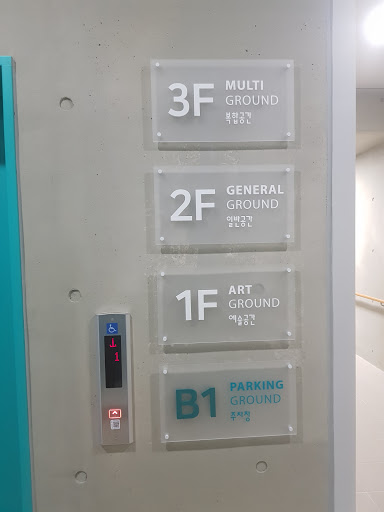 3F MULTI
GROUND
복합공간
2F GENERAL
GROUND
일반공간
1F ART
GROUND
예술공간
1
B1 PARKING
GROUND
주차장